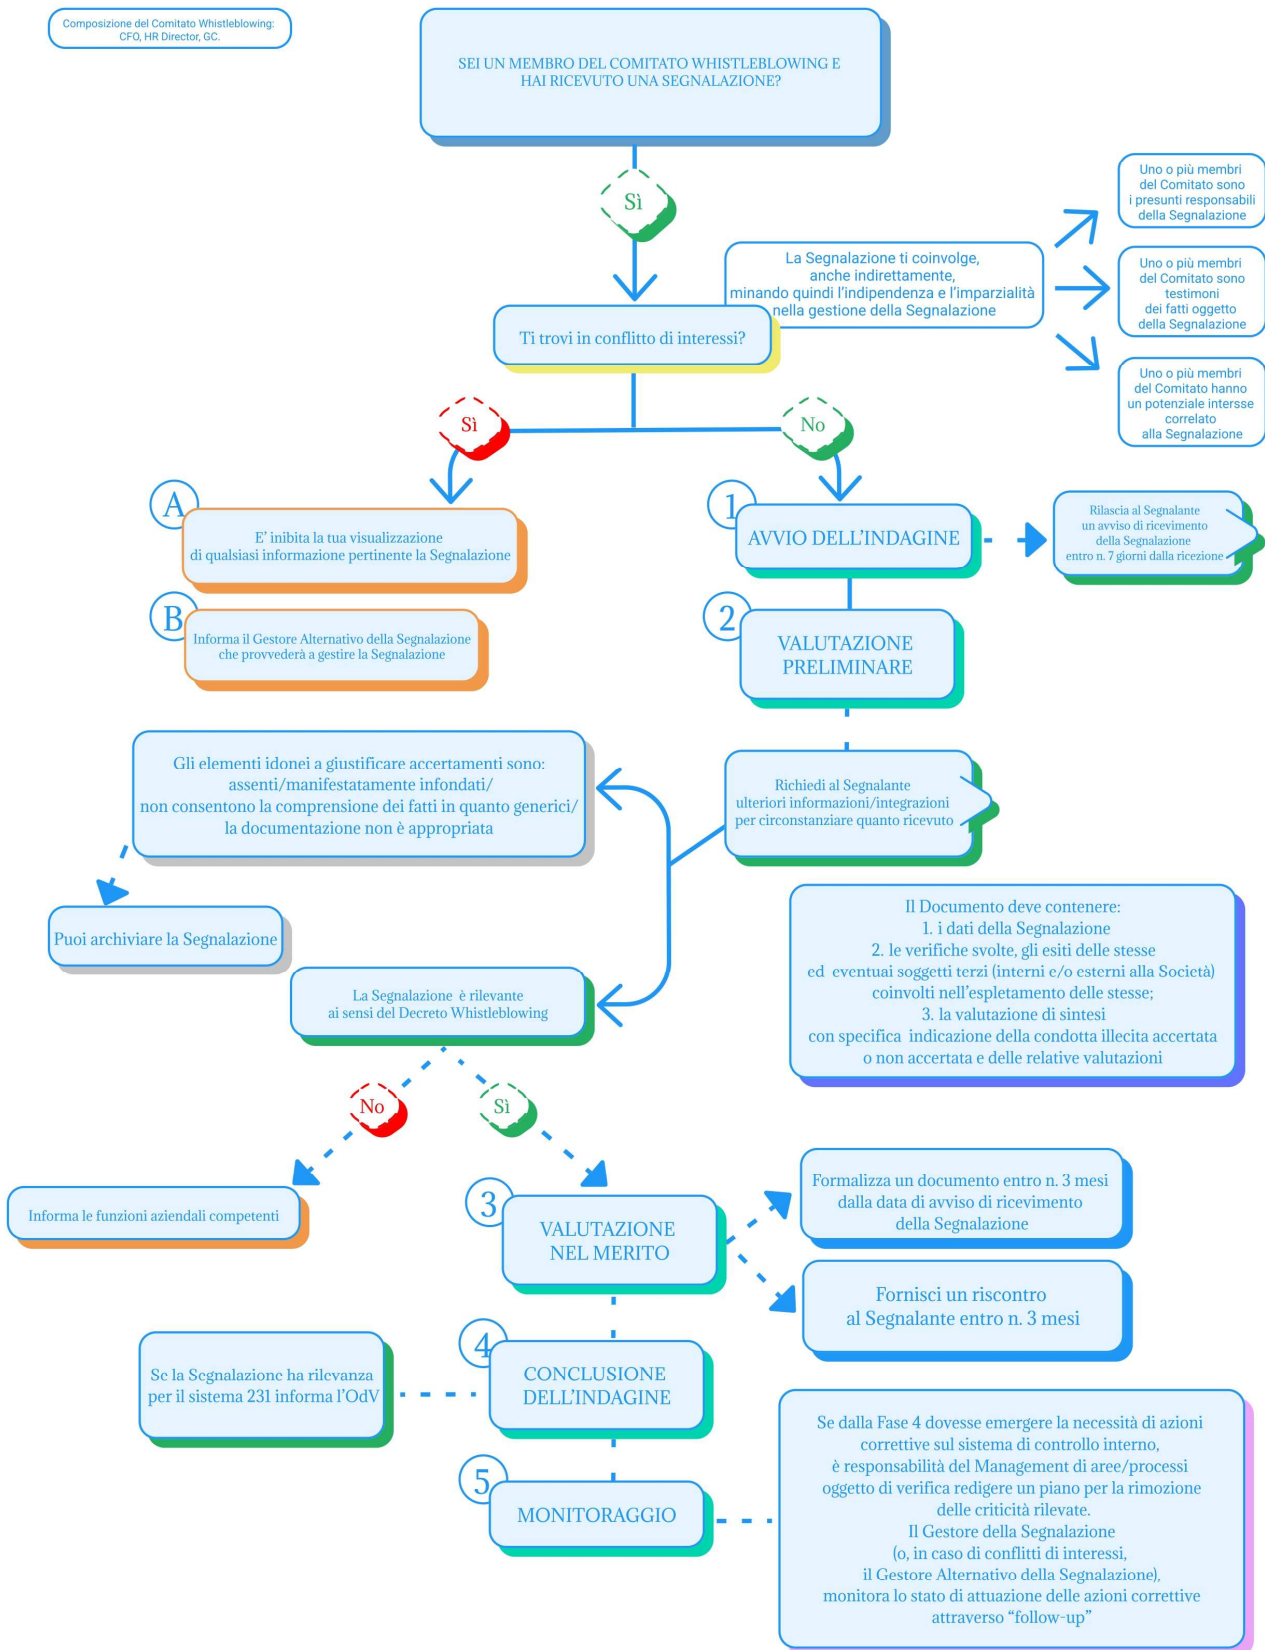 Composizione del Comitato Whistleblowing:
CFO, HR Director, GC.
SEI UN MEMBRO DEL COMITATO WHISTLEBLOWING E
HAI RICEVUTO UNA SEGNALAZIONE?
Sì
Uno o più membri
del Comitato sono
i presunti responsabili
della Segnalazione
La Segnalazione ti coinvolge,
anche indirettamente,
minando quindi l'indipendenza e l'imparzialità
nella gestione della Segnalazione
Uno o più membri
del Comitato sono
testimoni
dei fatti oggetto
della Segnalazione
Ti trovi in conflitto di interessi?
Uno o più membri
del Comitato hanno
un potenziale intersse
correlato
alla Segnalazione
Sì
No
A
E' inibita la tua visualizzazione
di qualsiasi informazione pertinente la Segnalazione
1
AVVIO DELL'INDAGINE
Rilascia al Segnalante
un avviso di ricevimento
della Segnalazione
entro n. 7 giorni dalla ricezione
B
Informa il Gestore Alternativo della Segnalazione
che provvederà a gestire la Segnalazione
2
VALUTAZIONE
PRELIMINARE
Gli elementi idonei a giustificare accertamenti sono:
assenti/manifestatamente infondati/
non consentono la comprensione dei fatti in quanto generici/
la documentazione non è appropriata
Richiedi al Segnalante
ulteriori informazioni/integrazioni
per circonstanziare quanto ricevuto
Puoi archiviare la Segnalazione
Il Documento deve contenere:
1. i dati della Segnalazione
2. le verifiche svolte, gli esiti delle stesse
ed eventuai soggetti terzi (interni e/o esterni alla Società)
coinvolti nell'espletamento delle stesse;
3. la valutazione di sintesi
con specifica indicazione della condotta illecita accertata
o non accertata e delle relative valutazioni
La Segnalazione è rilevante
ai sensi del Decreto Whistleblowing
No
Sì
Informa le funzioni aziendali competenti
3
VALUTAZIONE
NEL MERITO
Formalizza un documento entro n. 3 mesi
dalla data di avviso di ricevimento
della Segnalazione
Fornisci un riscontro
al Segnalante entro n. 3 mesi
4
CONCLUSIONE
DELL'INDAGINE
Se la Segnalazione ha rilevanza
per il sistema 231 informa l'OdV
5
MONITORAGGIO
Se dalla Fase 4 dovesse emergere la necessità di azioni
correttive sul sistema di controllo interno,
è responsabilità del Management di aree/processi
oggetto di verifica redigere un piano per la rimozione
delle criticità rilevate.
Il Gestore della Segnalazione
(o, in caso di conflitti di interessi,
il Gestore Alternativo della Segnalazione),
monitora lo stato di attuazione delle azioni correttive
attraverso “follow-up”